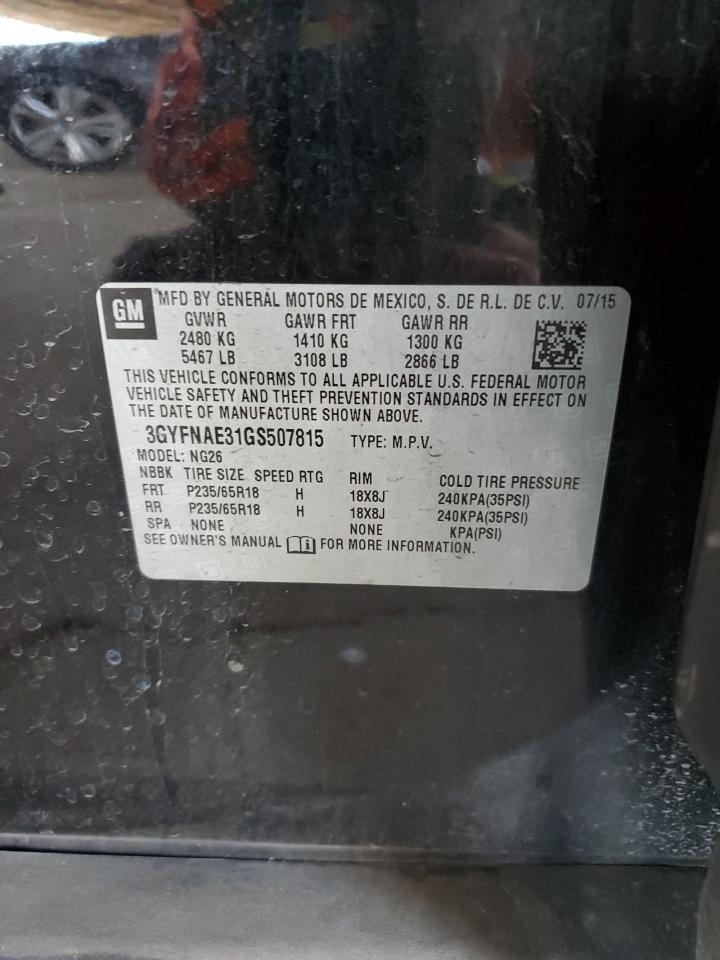 GM MFD BY GENERAL MOTORS DE MEXICO, S. DE R.L. DE C.V. 07/15
GVWR GAWR FRT GAWR RR
2480 KG 1410 KG 1300 KG
5467 LB 3108 LB 2866 LB
THIS VEHICLE CONFORMS TO ALL APPLICABLE U.S. FEDERAL MOTOR
VEHICLE SAFETY AND THEFT PREVENTION STANDARDS IN EFFECT ON
THE DATE OF MANUFACTURE SHOWN ABOVE.
3GYFNAE31GS507815 TYPE: M.P.V.
MODEL: NG26
NBBK TIRE SIZE SPEED RTG RIM COLD TIRE PRESSURE
FRT P235/65R18 H 18X8J 240KPA(35PSI)
RR P235/65R18 H 18X8J 240KPA(35PSI)
SPA NONE NONE KPA(PSI)
SEE OWNER'S MANUAL FOR MORE INFORMATION.